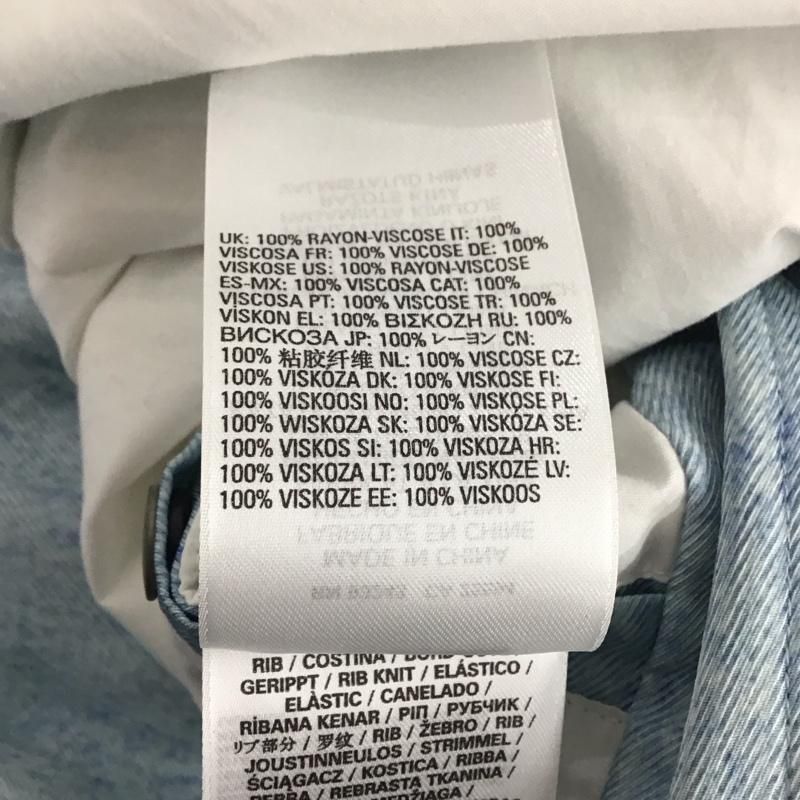 UK: 100% RAYON-VISCOSE IT: 100%
VISCOSA FR: 100% VISCOSE DE: 100%
VISKOSE US: 100% RAYON-VISCOSE
ES-MX: 100% VISCOSA CAT: 100%
VISCOSA PT: 100% VISCOSE TR: 100%
VİSKON EL: 100% ΒΙΣΚΟΖΗ RU: 100%
ВИСКОЗА JP: 100% レーヨン CN:
100% 粘胶纤维 NL: 100% VISCOSE CZ:
100% VISKÓZA DK: 100% VISKOSE FI:
100% VISKOOSI NO: 100% VISKOSE PL:
100% WISKOZA SK: 100% VISKÓZA SE:
100% VISKOS SI: 100% VISKOZA HR:
100% VISKOZA LT: 100% VISKOZĖ LV:
100% VISKOZE EE: 100% VISKOOS
FABRIQUE EN CHINE
MADE IN CHINA
RIB / COSTINA /
GERIPPT / RIB KNIT / ELÁSTICO /
ELÀSTIC / CANELADO /
RİBANA KENAR / ΡΙΠ / РУБЧИК /
リブ部分 / 罗纹 / RIB / ŽEBRO / RIB /
JOUSTINNEULOS / STRIMMEL /
ŚCIĄGACZ / KOSTICA / RIBBA /
REBRASTA TKANINA /